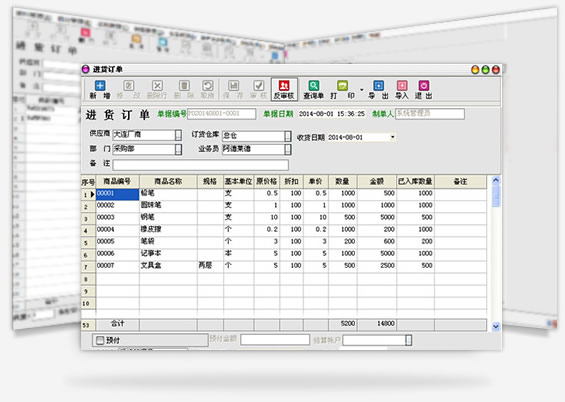 进货订单
新 增 修 改 删除行 删 除 取消 保 存 审 核 反审核 查询单 打 印 导 出 导入 退 出
进 货 订 单 单据编号 单据日期 2014-08-01 15:36:25 制单人 系统管理员
供应商 大连厂商 订货仓库 总仓 收货日期 2014-08-01
部 门 采购部 业务员 阿德莱德
备 注
序号 商品编号 商品名称 规格 基本单位 原价格 折扣 单价 数量 金额 已入库数量 备注
1 00001 铅笔 支 0.5 100 0.5 1000 500 1000
2 00002 圆珠笔 支 1 100 1 1000 1000 1000
3 00003 钢笔 支 10 100 10 500 5000 500
4 00004 橡皮擦 个 0.2 100 0.2 1000 200 1000
5 00005 笔袋 个 3 100 3 200 600 200
6 00006 记事本 本 5 100 5 1000 5000 1000
7 00007 文具盒 两层 个 5 100 5 500 2500 500
8
9
10
53 合计 5200 14800
预付 预付金额 结算帐户